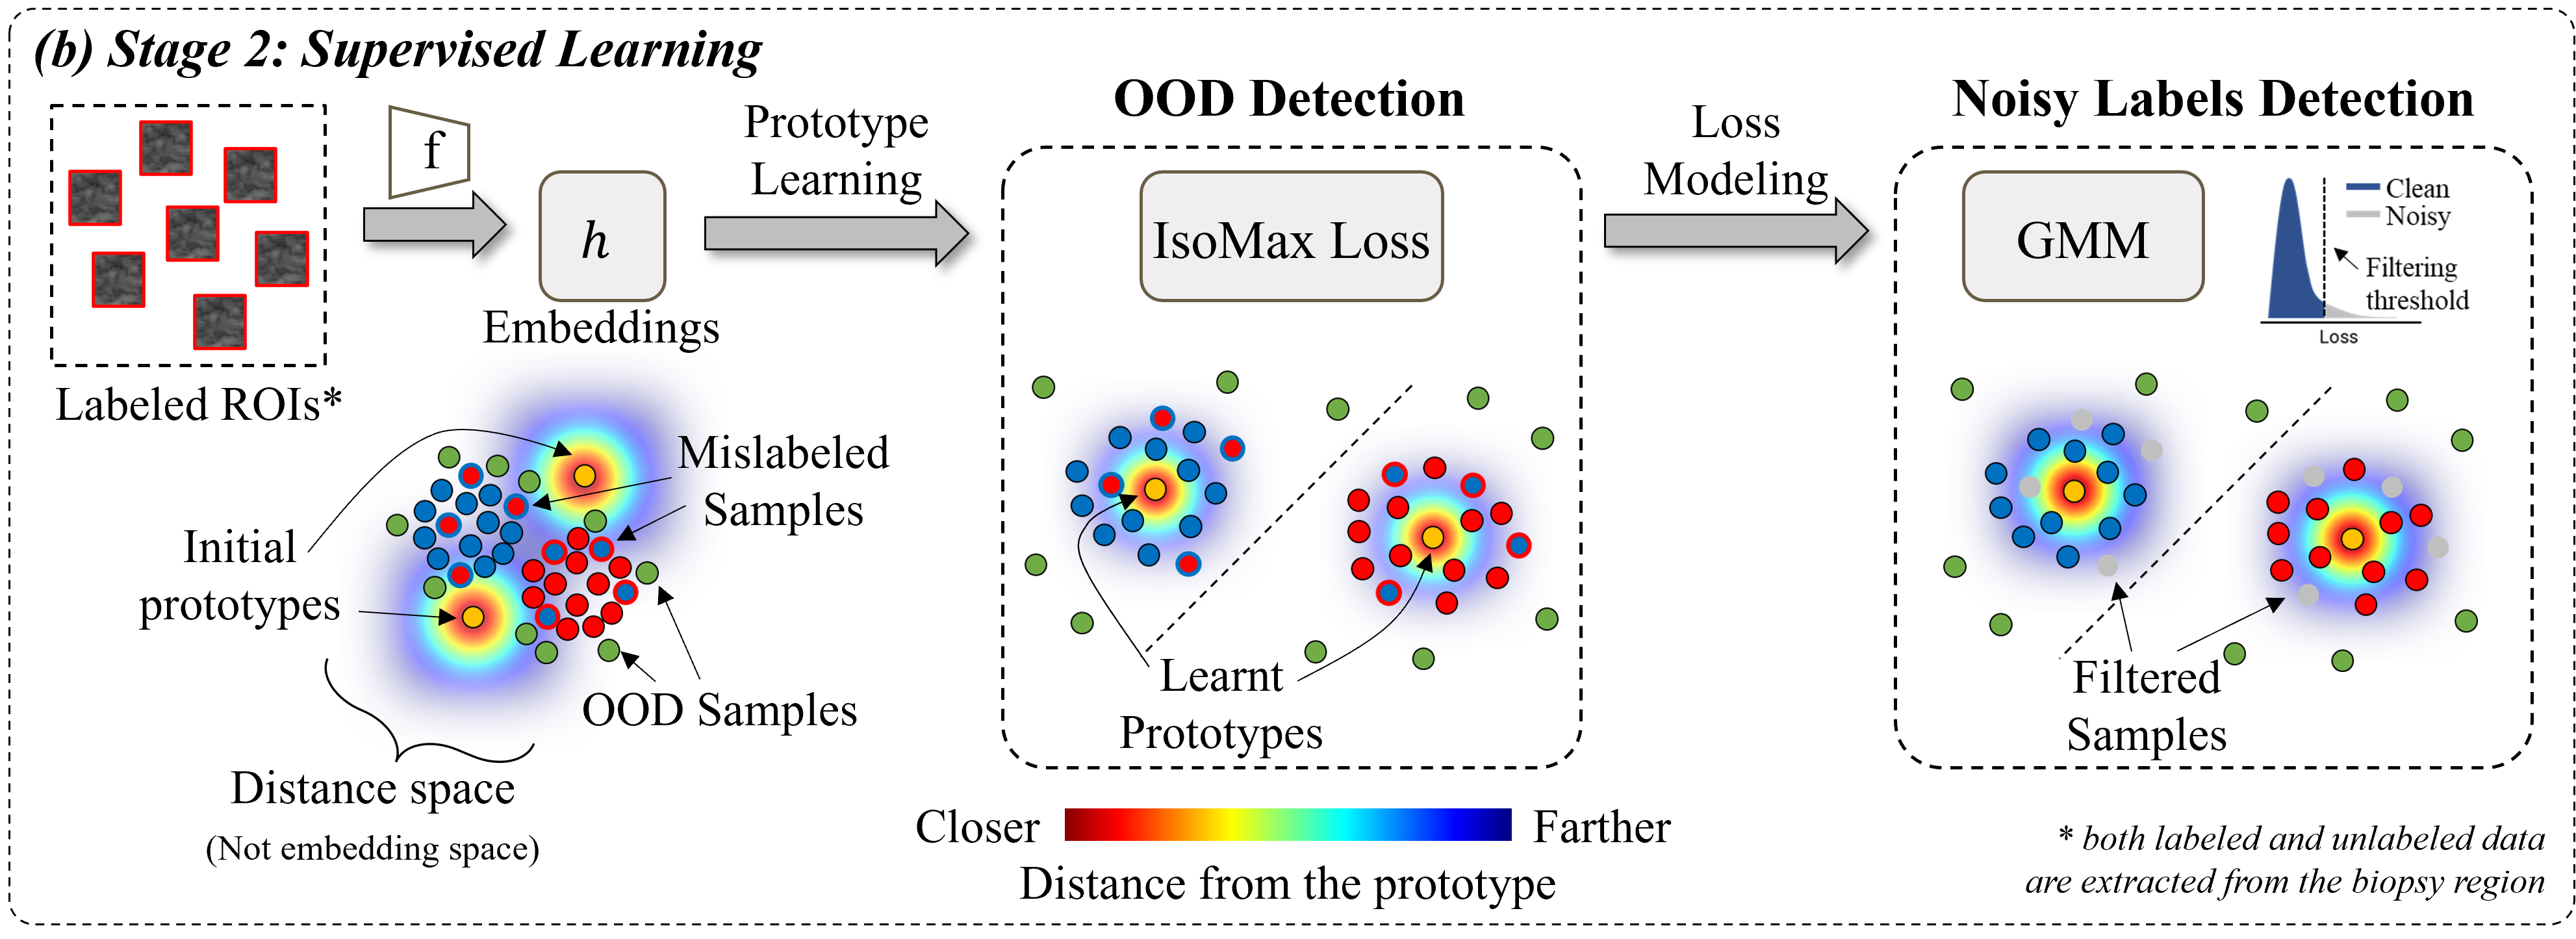 (b) Stage 2: Supervised Learning
f
h
Embeddings
Labeled ROIs*
Prototype
Learning
OOD Detection
IsoMax Loss
Loss
Modeling
Noisy Labels Detection
GMM
Clean
Noisy
Filtering
threshold
Loss
Mislabeled
Samples
Initial
prototypes
OOD Samples
Distance space
(Not embedding space)
Learnt
Prototypes
Filtered
Samples
Closer
Farther
Distance from the prototype
* both labeled and unlabeled data
are extracted from the biopsy region